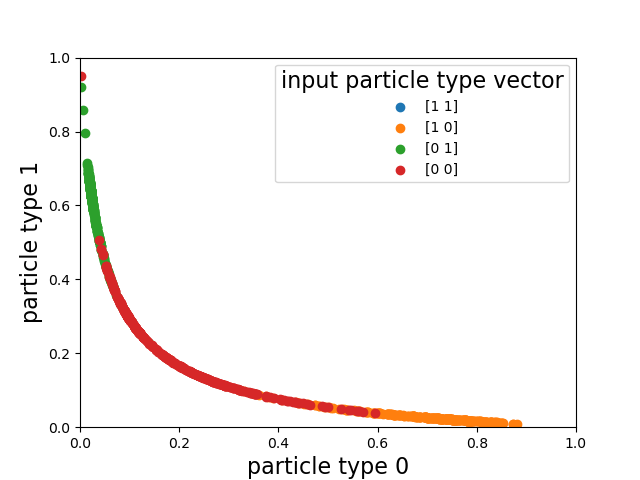 input particle type vector
[1 1]
[1 0]
[0 1]
[0 0]
1.0
0.8
0.6
0.4
0.2
0.0
particle type 1
0.0 0.2 0.4 0.6 0.8 1.0
particle type 0